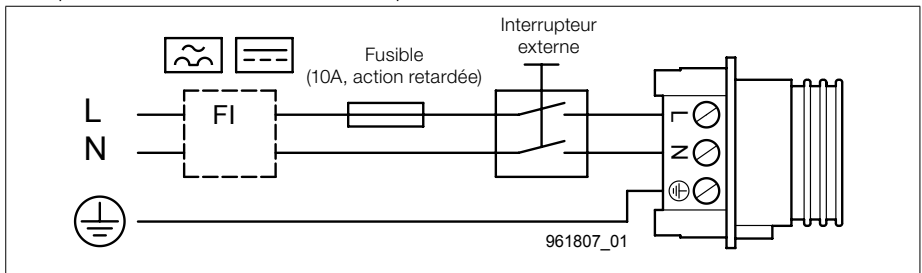 Interrupteur
externe
Fusible
(10A, action retardée)
L
FI
N
L
N
961807_01